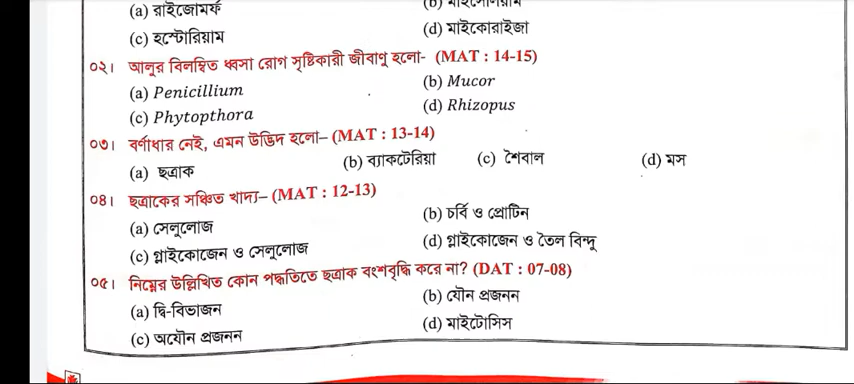 (a) রাইজোমর্ফ (b) মাইসেলিয়াম
(c) হস্টোরিয়াম (d) মাইকোরাইজা
০২। আলুর বিলম্বিত ধ্বসা রোগ সৃষ্টিকারী জীবাণু হলো- (MAT : 14-15)
(a) Penicillium (b) Mucor
(c) Phytopthora (d) Rhizopus
০৩। বর্ণাধার নেই, এমন উদ্ভিদ হলো– (MAT : 13-14)
(a) ছত্রাক (b) ব্যাকটেরিয়া (c) শৈবাল (d) মস
০৪। ছত্রাকের সঞ্চিত খাদ্য– (MAT : 12-13)
(a) সেলুলোজ (b) চর্বি ও প্রোটিন
(c) গ্লাইকোজেন ও সেলুলোজ (d) গ্লাইকোজেন ও তৈল বিন্দু
০৫। নিম্নের উল্লিখিত কোন পদ্ধতিতে ছত্রাক বংশবৃদ্ধি করে না? (DAT : 07-08)
(a) দ্বি-বিভাজন (b) যৌন প্রজনন
(c) অযৌন প্রজনন (d) মাইটোসিস